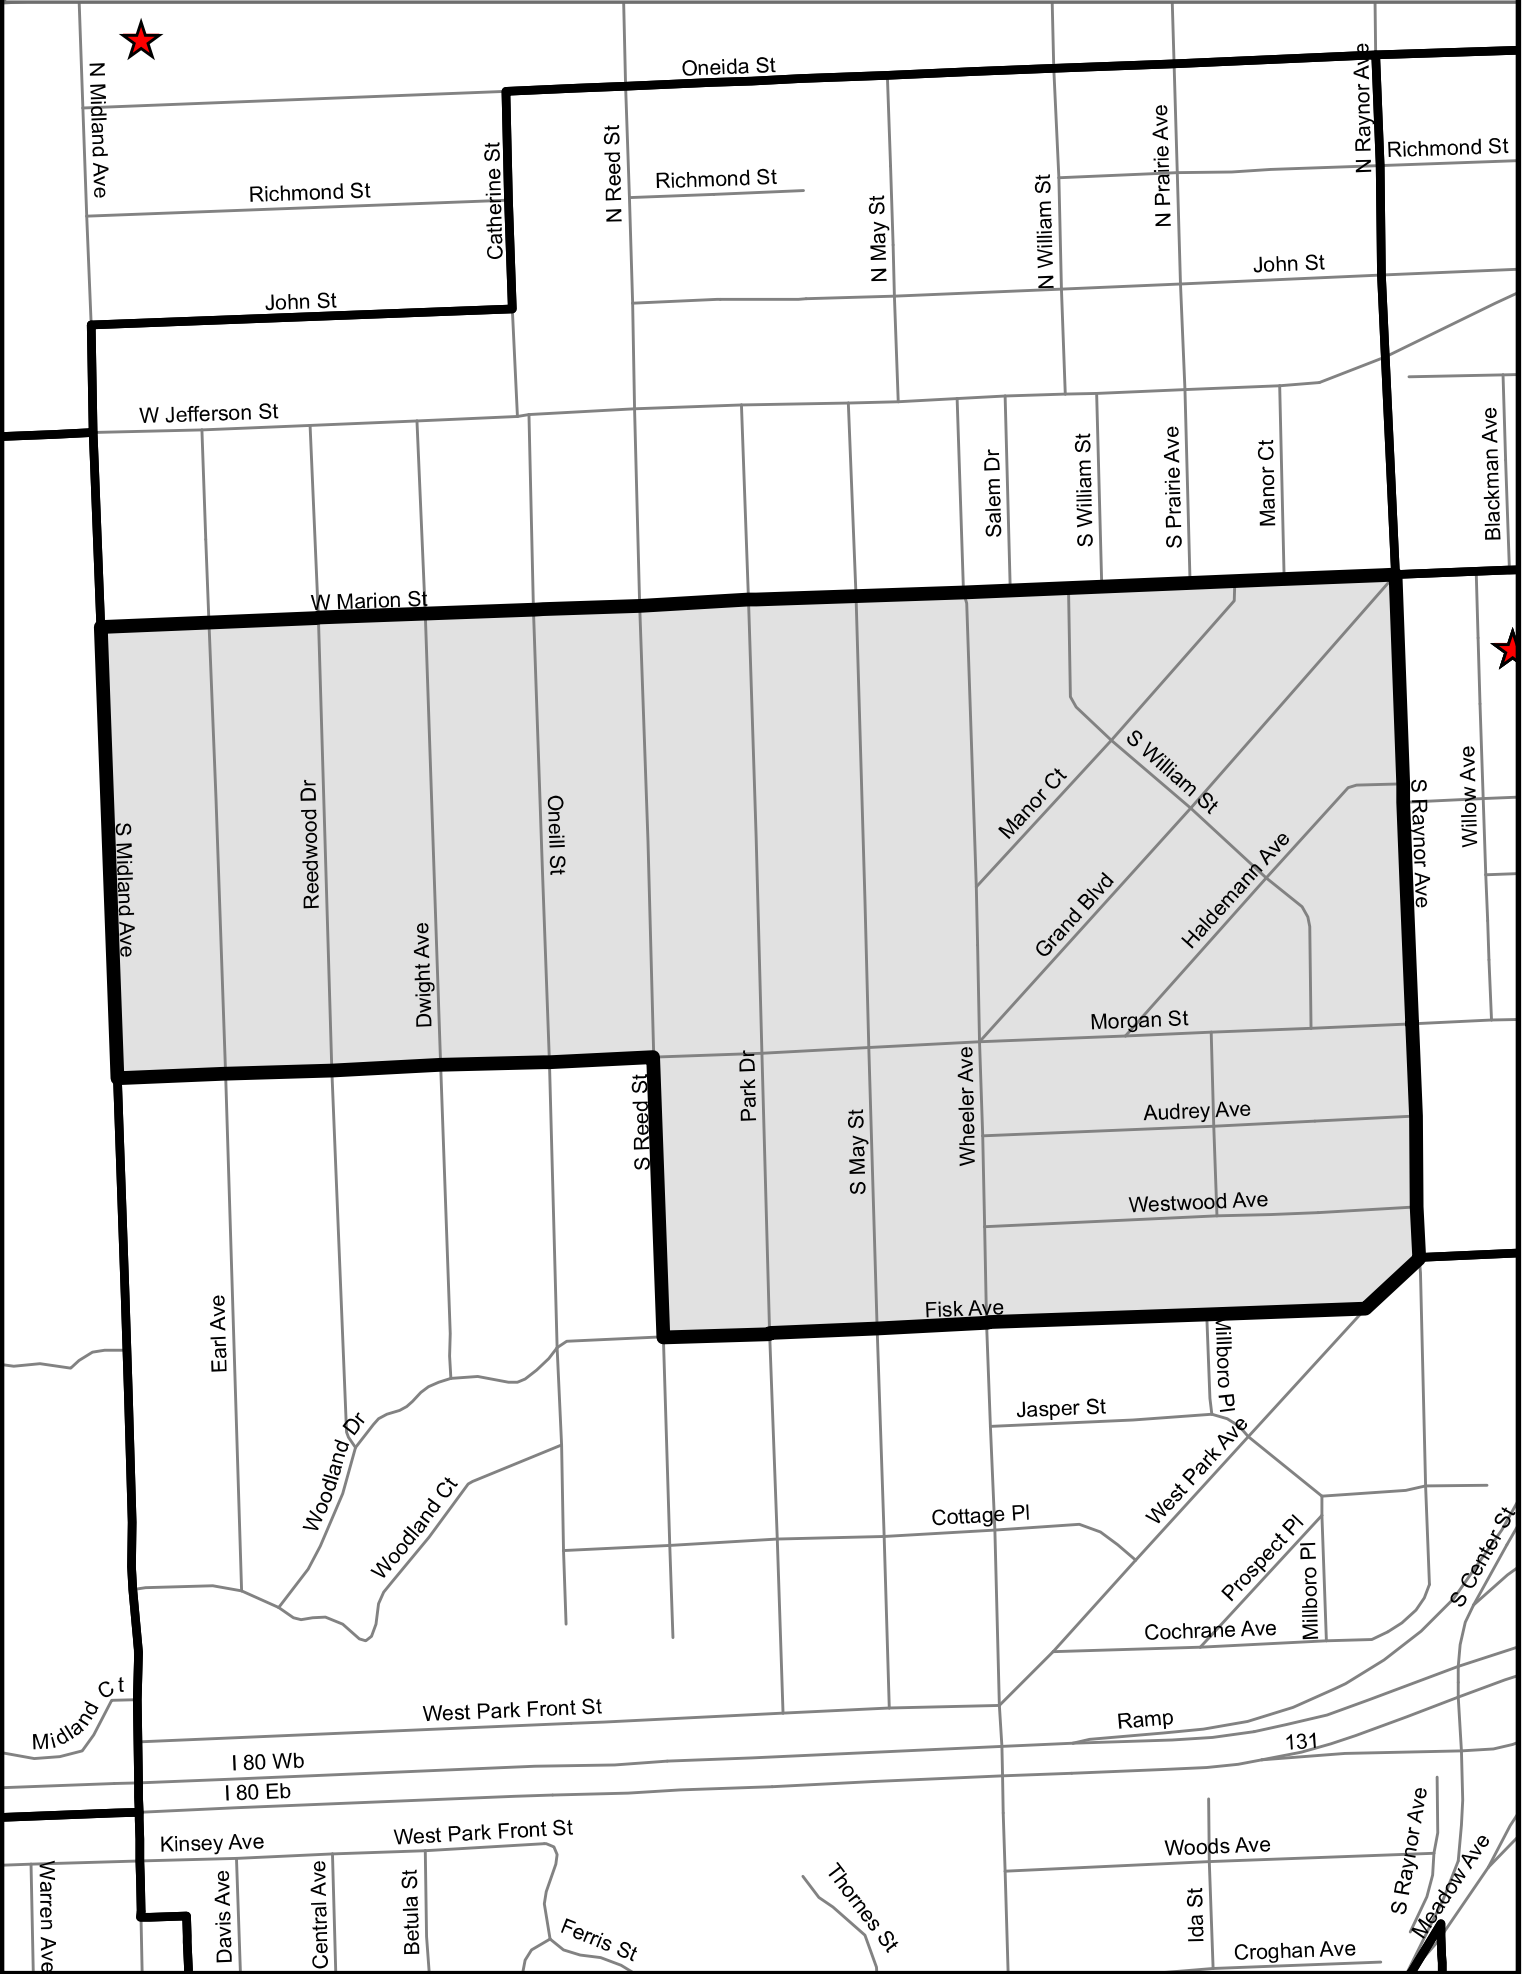 N Midland Ave
Oneida St
N Raynor Ave
Richmond St
Catherine St
N Reed St
Richmond St
N May St
N William St
N Prairie Ave
Richmond St
John St
John St
W Jefferson St
Salem Dr
S William St
S Prairie Ave
Manor Ct
Blackman Ave
W Marion St
S Midland Ave
Reedwood Dr
Dwight Ave
Oneill St
Manor Ct
S William St
Grand Blvd
Haldemann Ave
S Raynor Ave
Willow Ave
Morgan St
S Reed St
Park Dr
S May St
Wheeler Ave
Audrey Ave
Westwood Ave
Fisk Ave
Earl Ave
Millboro Pl
Jasper St
West Park Ave
Woodland Dr
Woodland Ct
Cottage Pl
Prospect Pl
Millboro Pl
S Center St
Cochrane Ave
Midland Ct
West Park Front St
Ramp
131
I 80 Wb
I 80 Eb
Kinsey Ave
West Park Front St
Woods Ave
S Raynor Ave
Meadow Ave
Warren Ave
Davis Ave
Central Ave
Betula St
Ferris St
Thornes St
Ida St
Croghan Ave